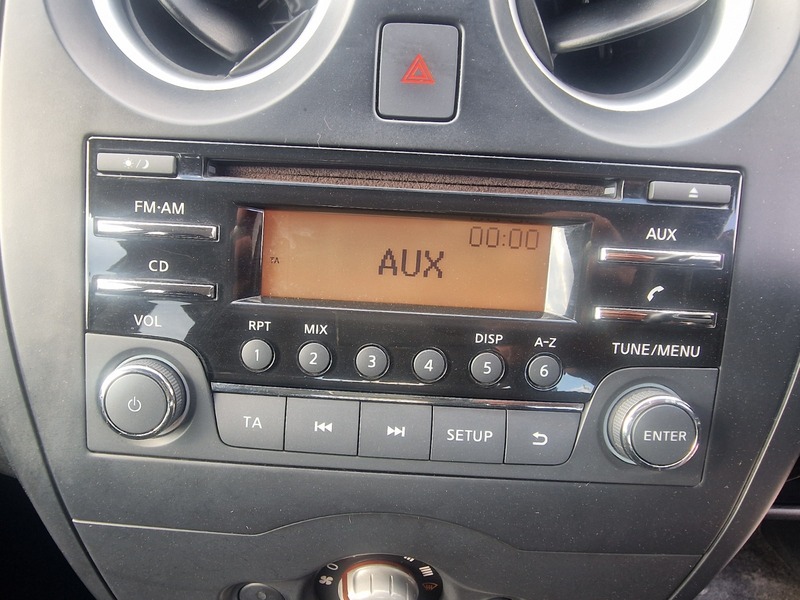 FM·AM
CD
VOL
00:00
TA
AUX
AUX
TUNE/MENU
RPT
MIX
DISP
A-Z
1
2
3
4
5
6
TA
SETUP
ENTER